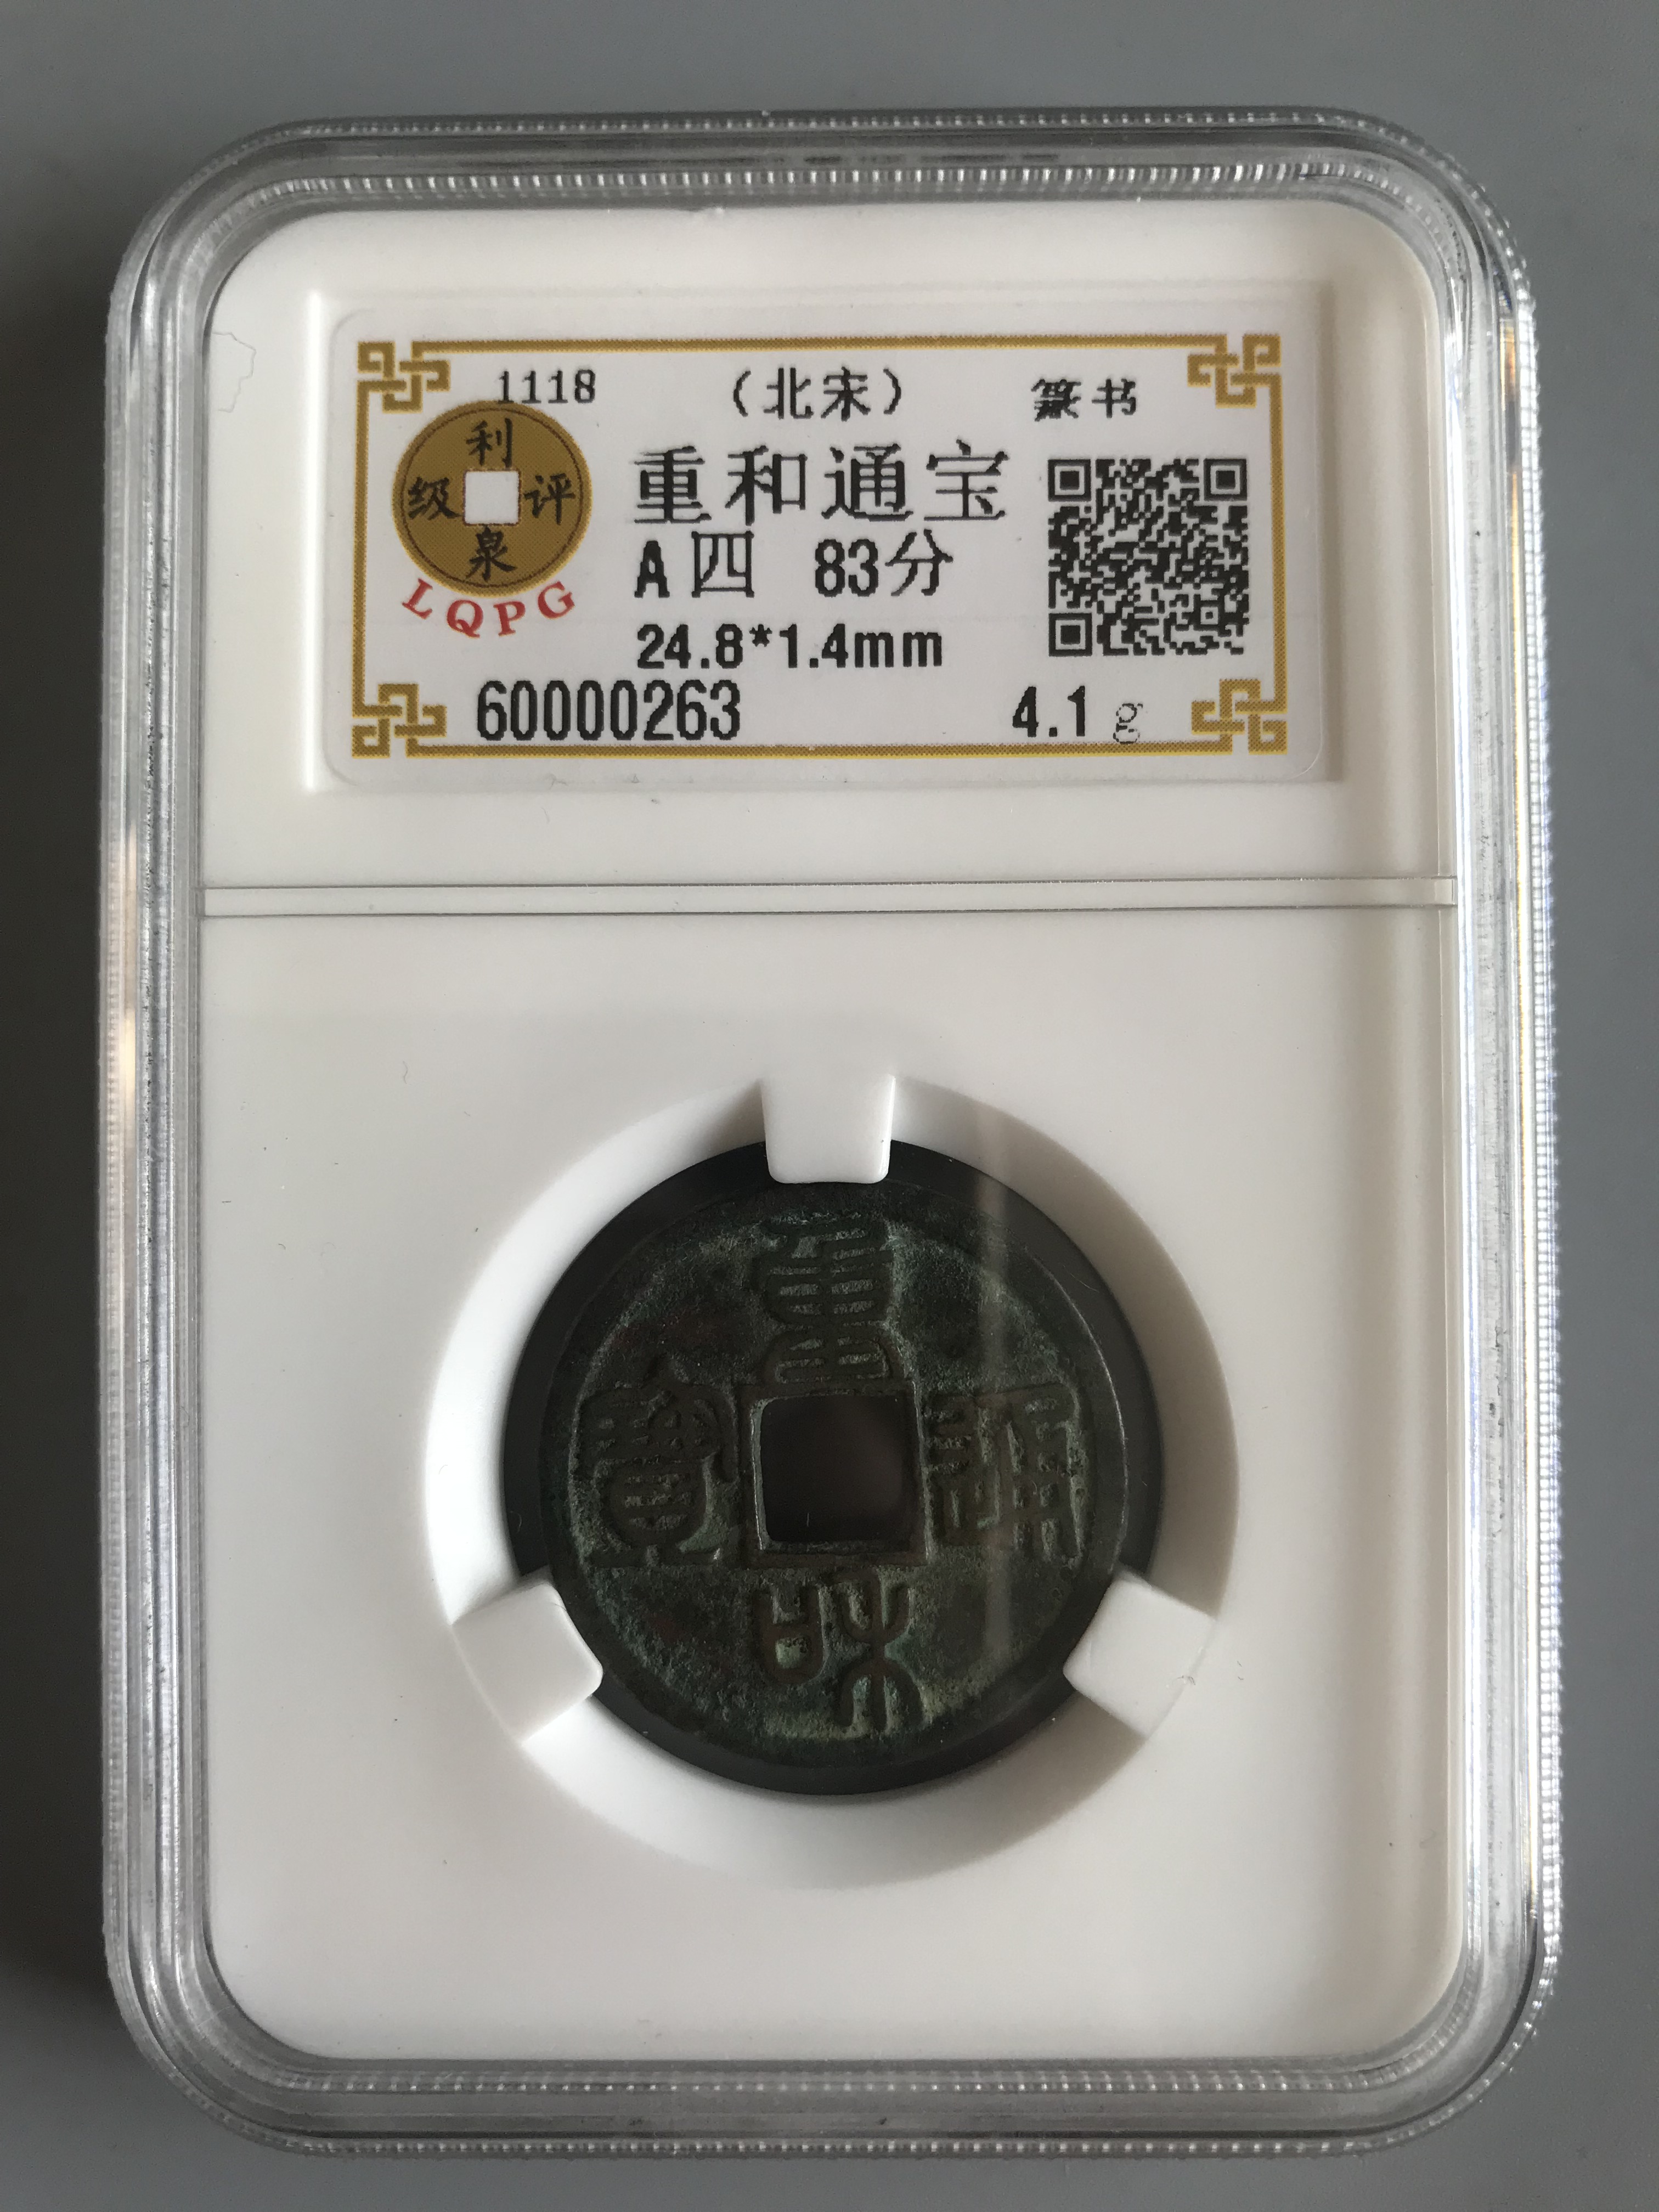 1118 （北宋） 篆书
利
级 评
泉
LQPG
重和通宝
A四 83分
24.8*1.4mm
60000263 4.1g
重
寳 通
和